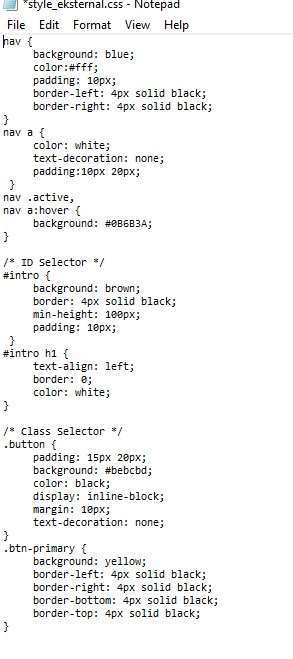 *style_eksternal.css - Notepad
File Edit Format View Help
nav {
background: blue;
color:#fff;
padding: 10px;
border-left: 4px solid black;
border-right: 4px solid black;
}
nav a {
color: white;
text-decoration: none;
padding:10px 20px;
}
nav .active,
nav a:hover {
background: #0B6B3A;
}
/* ID Selector */
#intro {
background: brown;
border: 4px solid black;
min-height: 100px;
padding: 10px;
}
#intro h1 {
text-align: left;
border: 0;
color: white;
}
/* Class Selector */
.button {
padding: 15px 20px;
background: #bebcbd;
color: black;
display: inline-block;
margin: 10px;
text-decoration: none;
}
.btn-primary {
background: yellow;
border-left: 4px solid black;
border-right: 4px solid black;
border-bottom: 4px solid black;
border-top: 4px solid black;
}